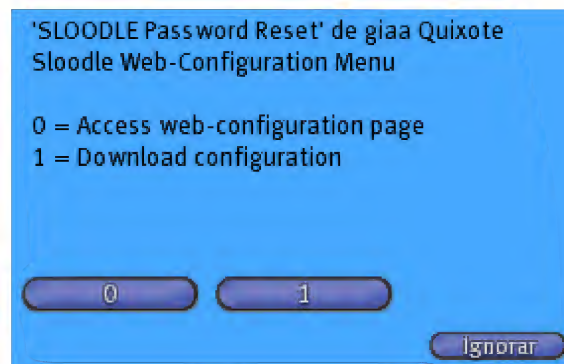 'SLOODLE Password Reset' de giaa Quixote
Sloodle Web-Configuration Menu
0 = Access web-configuration page
1 = Download configuration
0 1
Ignorar